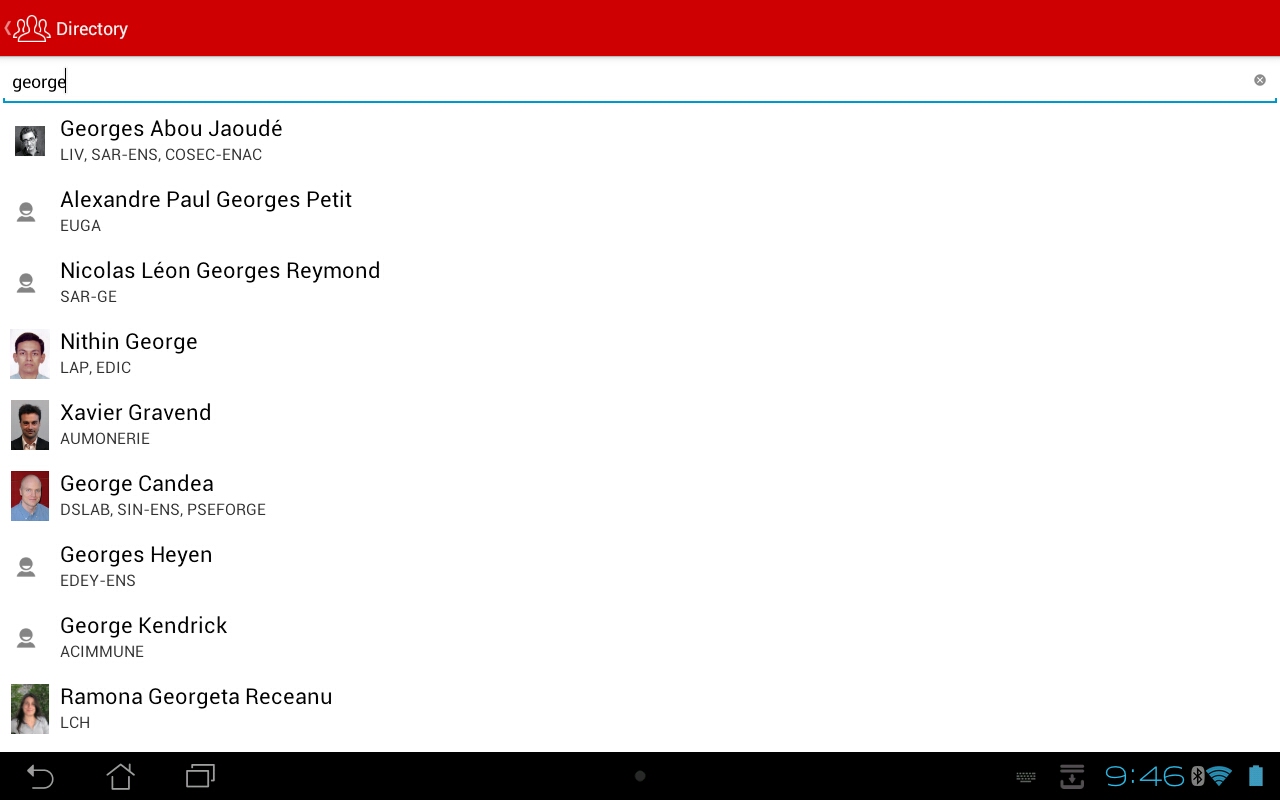 Directory
george
Georges Abou Jaoudé
LIV, SAR-ENS, COSEC-ENAC
Alexandre Paul Georges Petit
EUGA
Nicolas Léon Georges Reymond
SAR-GE
Nithin George
LAP, EDIC
Xavier Gravend
AUMONERIE
George Candea
DSLAB, SIN-ENS, PSEFORGE
Georges Heyen
EDEY-ENS
George Kendrick
ACIMMUNE
Ramona Georgeta Receanu
LCH
9:46